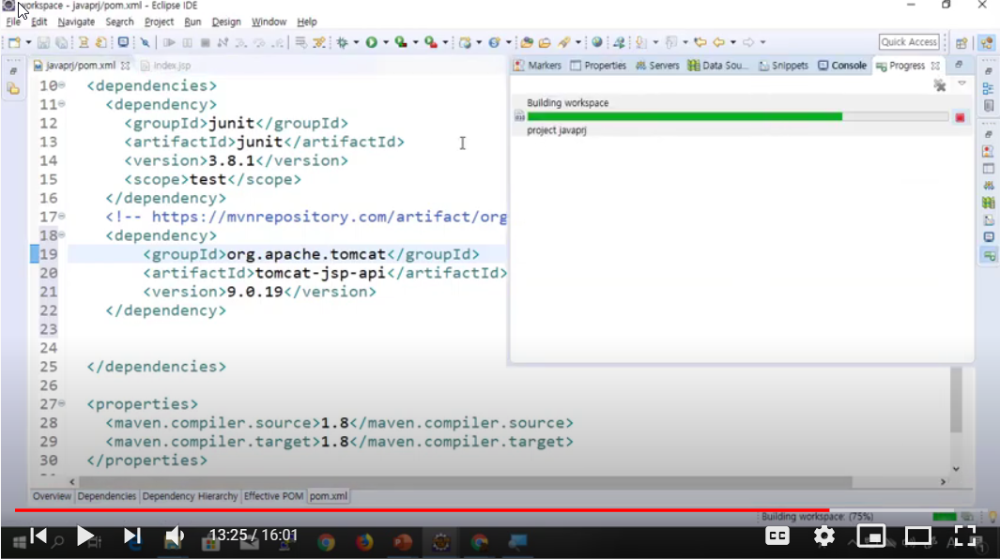 workspace - javaprj/pom.xml - Eclipse IDE
File Edit Navigate Search Project Run Design Window Help
Quick Access
javaprj/pom.xml index.jsp
Markers Properties Servers Data Sou... Snippets Console Progress
Building workspace
project javaprj
10 <dependencies>
11 <dependency>
12 <groupId>junit</groupId>
13 <artifactId>junit</artifactId>
14 <version>3.8.1</version>
15 <scope>test</scope>
16 </dependency>
17 <!-- https://mvnrepository.com/artifact/org
18 <dependency>
19 <groupId>org.apache.tomcat</groupId>
20 <artifactId>tomcat-jsp-api</artifactId>
21 <version>9.0.19</version>
22 </dependency>
23
24
25 </dependencies>
26
27 <properties>
28 <maven.compiler.source>1.8</maven.compiler.source>
29 <maven.compiler.target>1.8</maven.compiler.target>
30 </properties>
Overview Dependencies Dependency Hierarchy Effective POM pom.xml
Building workspace: (75%)
13:25 / 16:01
CC